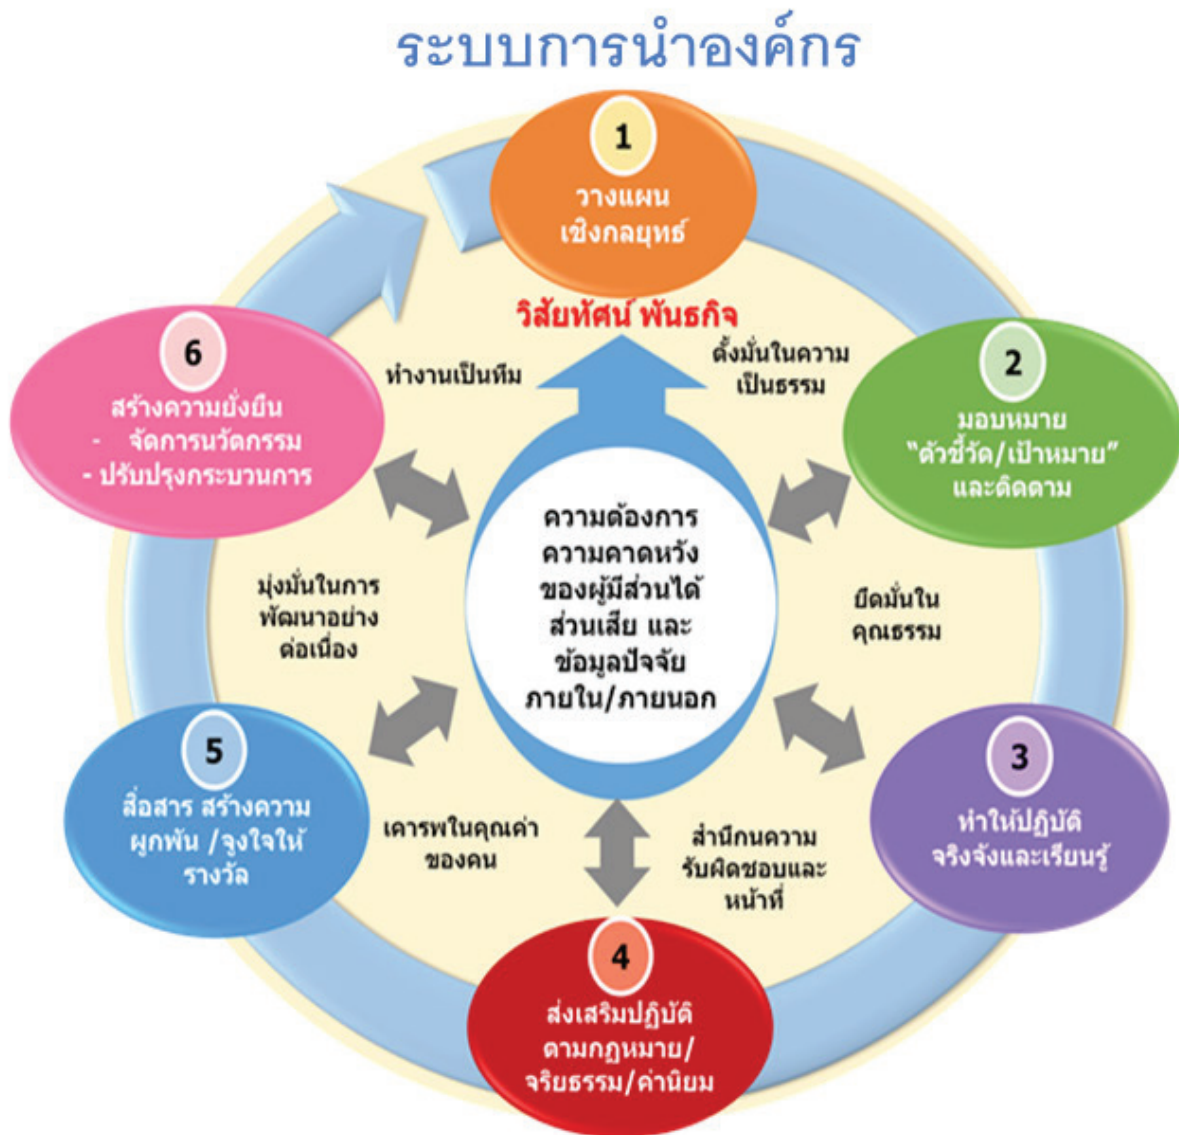 ระบบการนำองค์กร
1
วางแผน
เชิงกลยุทธ์
วิสัยทัศน์ พันธกิจ
ทำงานเป็นทีม
ตั้งมั่นในความ
เป็นธรรม
2
มอบหมาย
“ตัวชี้วัด/เป้าหมาย”
และติดตาม
ยึดมั่นใน
คุณธรรม
3
ทำให้ปฏิบัติ
จริงจังและเรียนรู้
สำนึกนความ
รับผิดชอบและ
หน้าที่
4
ส่งเสริมปฏิบัติ
ตามกฎหมาย/
จริยธรรม/ค่านิยม
เคารพในคุณค่า
ของคน
5
สื่อสาร สร้างความ
ผูกพัน /จูงใจให้
รางวัล
มุ่งมั่นในการ
พัฒนาอย่าง
ต่อเนื่อง
6
สร้างความยั่งยืน
- จัดการนวัตกรรม
- ปรับปรุงกระบวนการ
ความต้องการ
ความคาดหวัง
ของผู้มีส่วนได้
ส่วนเสีย และ
ข้อมูลปัจจัย
ภายใน/ภายนอก